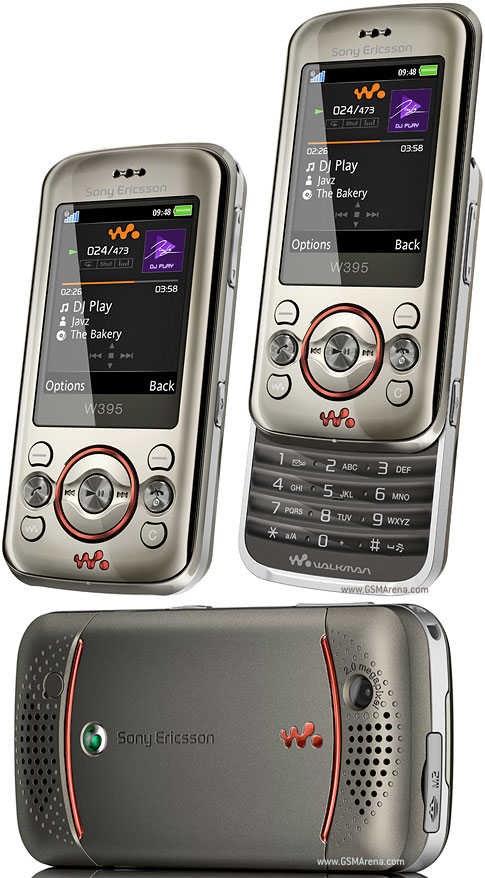 Sony Ericsson
09:48
024/473
Shuf
DJ PLAY
02:26 03:58
DJ Play
Javz
The Bakery
Options Back
W395
C
Sony Ericsson
09:48
024/473
Shuf
DJ PLAY
02:26 03:58
DJ Play
Javz
The Bakery
Options Back
W395
C
1 2 ABC 3 DEF
4 GHI 5 JKL 6 MNO
7 PQRS 8 TUV 9 WXYZ
* a/A 0 + #
WALKMAN
www.GSMArena.com
2.0 megapixel
Sony Ericsson
M2
www.GSMArena.com